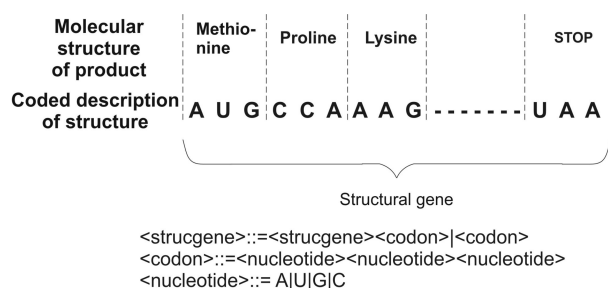 Molecular structure of product
Methio-
nine
Proline
Lysine
STOP
Coded description of structure
A U G C C A A A G - - - - - - - U A A
Structural gene
<strucgene>::=<strucgene><codon>|<codon>
<codon>::=<nucleotide><nucleotide><nucleotide>
<nucleotide>::= A|U|G|C